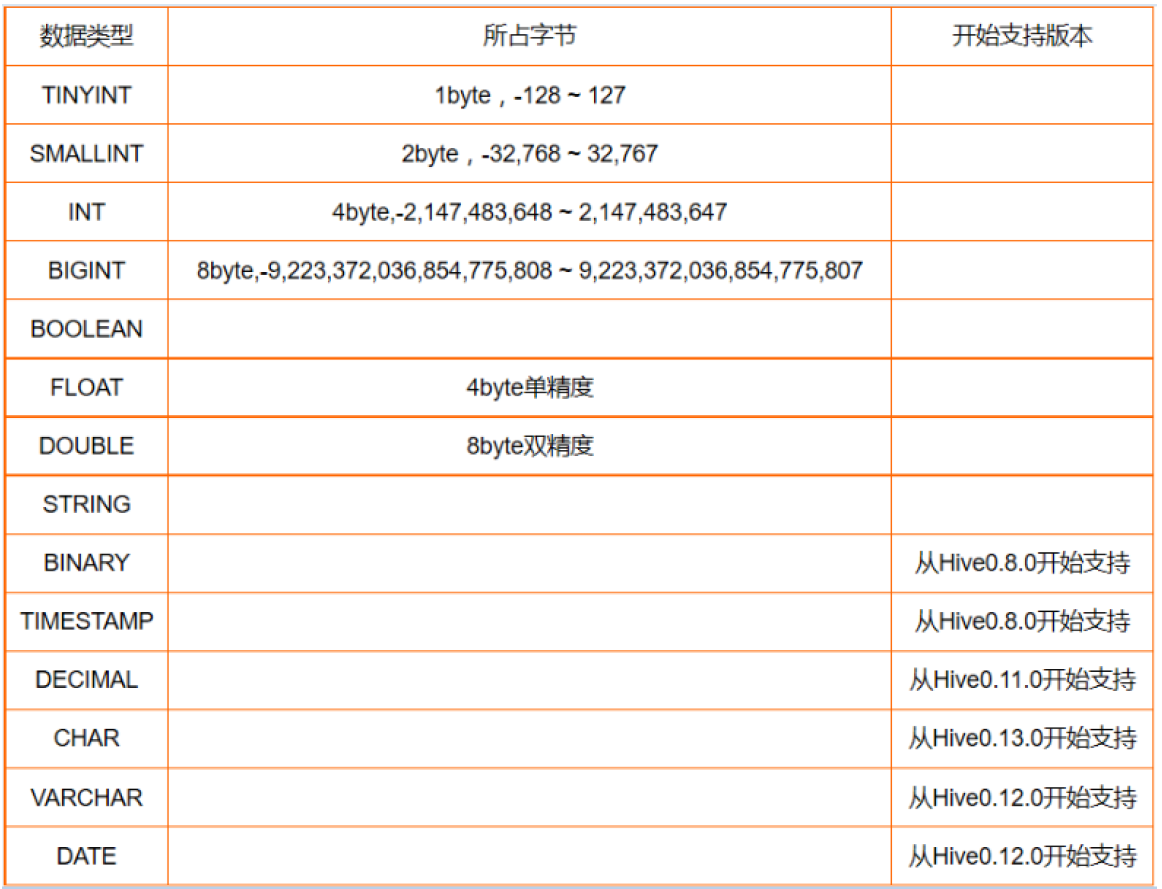 数据类型 所占字节 开始支持版本
TINYINT 1byte，-128 ~ 127
SMALLINT 2byte，-32,768 ~ 32,767
INT 4byte,-2,147,483,648 ~ 2,147,483,647
BIGINT 8byte,-9,223,372,036,854,775,808 ~ 9,223,372,036,854,775,807
BOOLEAN
FLOAT 4byte单精度
DOUBLE 8byte双精度
STRING
BINARY 从Hive0.8.0开始支持
TIMESTAMP 从Hive0.8.0开始支持
DECIMAL 从Hive0.11.0开始支持
CHAR 从Hive0.13.0开始支持
VARCHAR 从Hive0.12.0开始支持
DATE 从Hive0.12.0开始支持